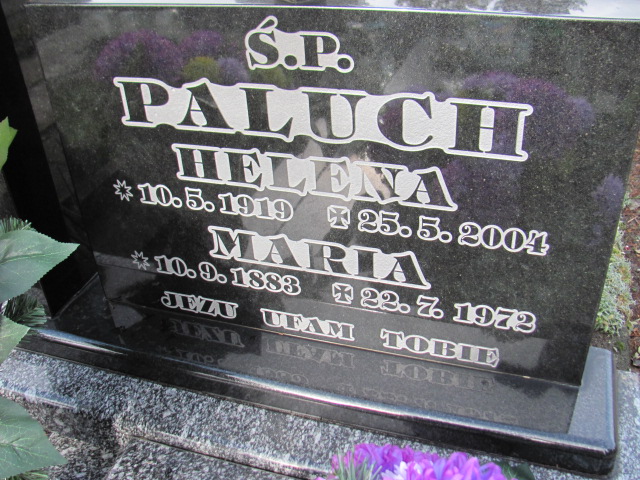 Ś.P.
PALUCH
HELENA
10.5.1919 25.5.2004
MARIA
10.9.1883 22.7.1972
JEZU UFAM TOBIE